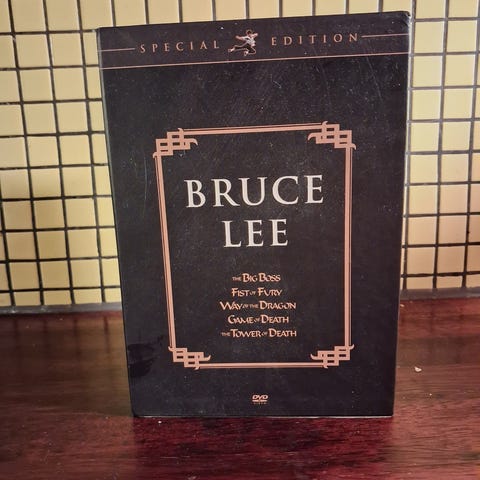 SPECIAL EDITION
BRUCE
LEE
THE BIG BOSS
FIST OF FURY
WAY OF THE DRAGON
GAME OF DEATH
THE TOWER OF DEATH
DVD
VIDEO